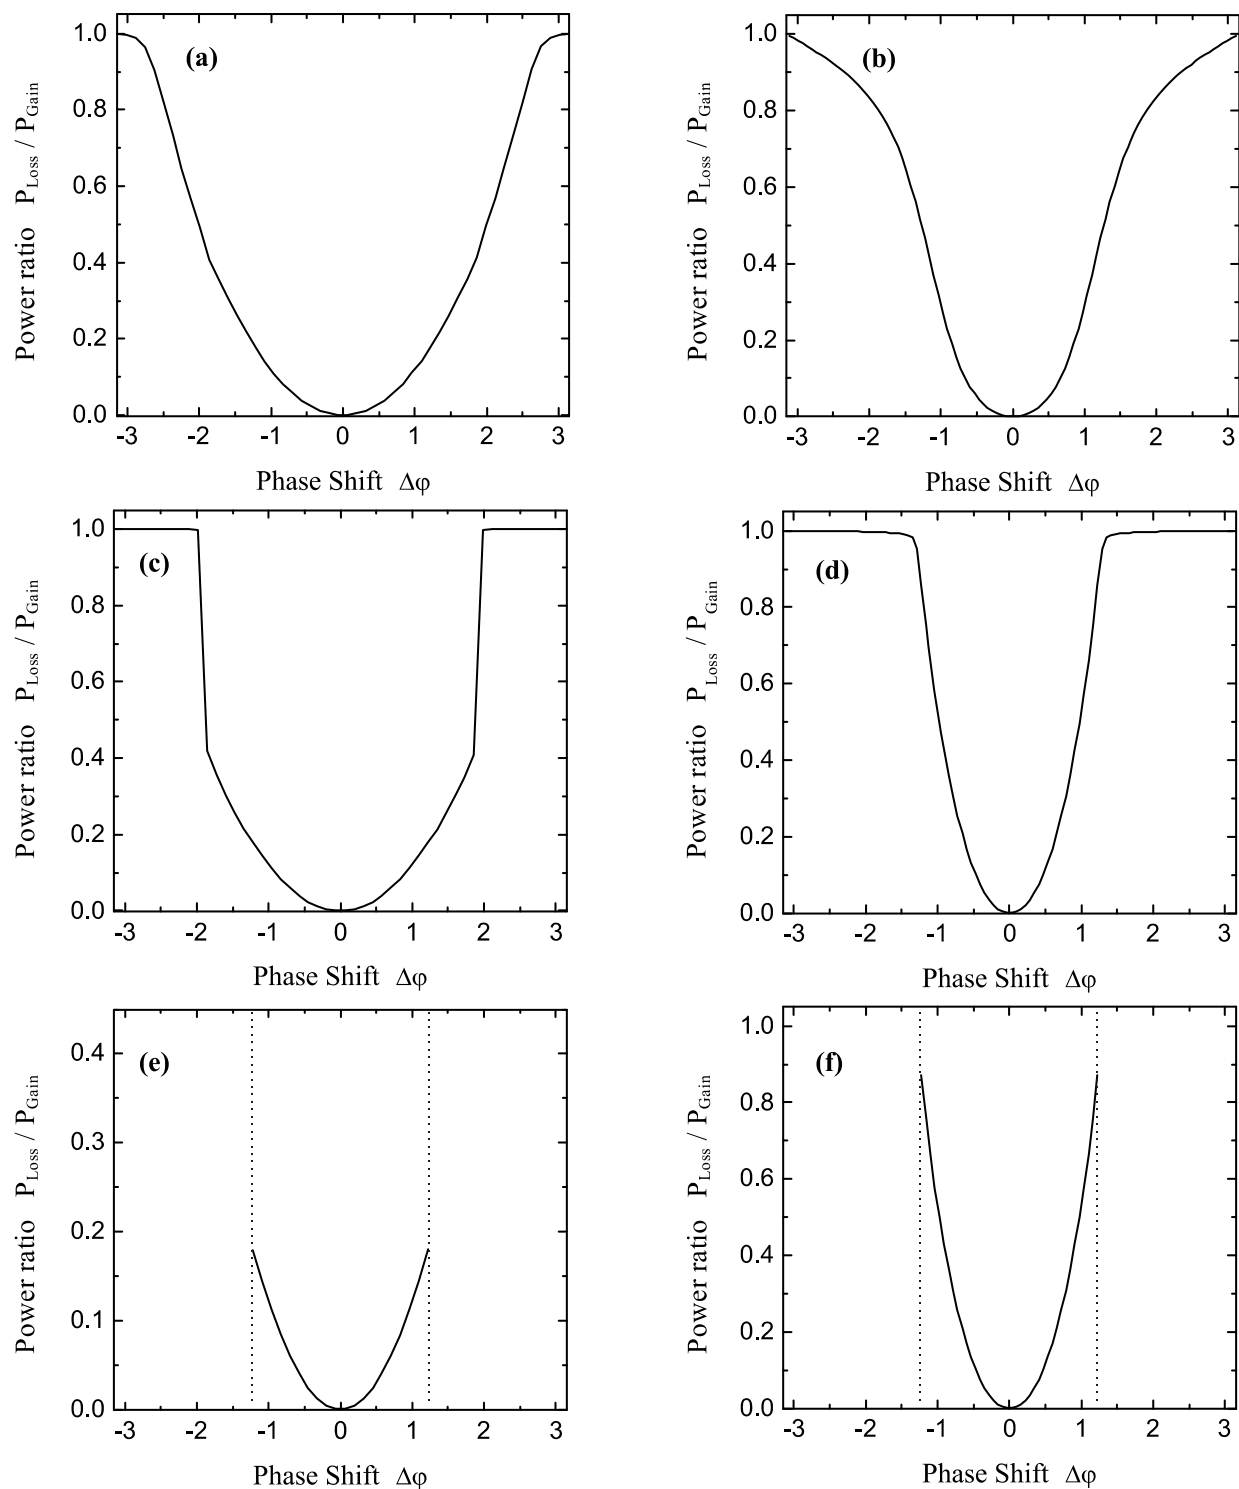 (a)
Power ratio P_Loss / P_Gain
1.0
0.8
0.6
0.4
0.2
0.0
-3 -2 -1 0 1 2 3
Phase Shift Δφ
(b)
Power ratio P_Loss / P_Gain
1.0
0.8
0.6
0.4
0.2
0.0
-3 -2 -1 0 1 2 3
Phase Shift Δφ
(c)
Power ratio P_Loss / P_Gain
1.0
0.8
0.6
0.4
0.2
0.0
-3 -2 -1 0 1 2 3
Phase Shift Δφ
(d)
Power ratio P_Loss / P_Gain
1.0
0.8
0.6
0.4
0.2
0.0
-3 -2 -1 0 1 2 3
Phase Shift Δφ
(e)
Power ratio P_Loss / P_Gain
0.4
0.3
0.2
0.1
0.0
-3 -2 -1 0 1 2 3
Phase Shift Δφ
(f)
Power ratio P_Loss / P_Gain
1.0
0.8
0.6
0.4
0.2
0.0
-3 -2 -1 0 1 2 3
Phase Shift Δφ